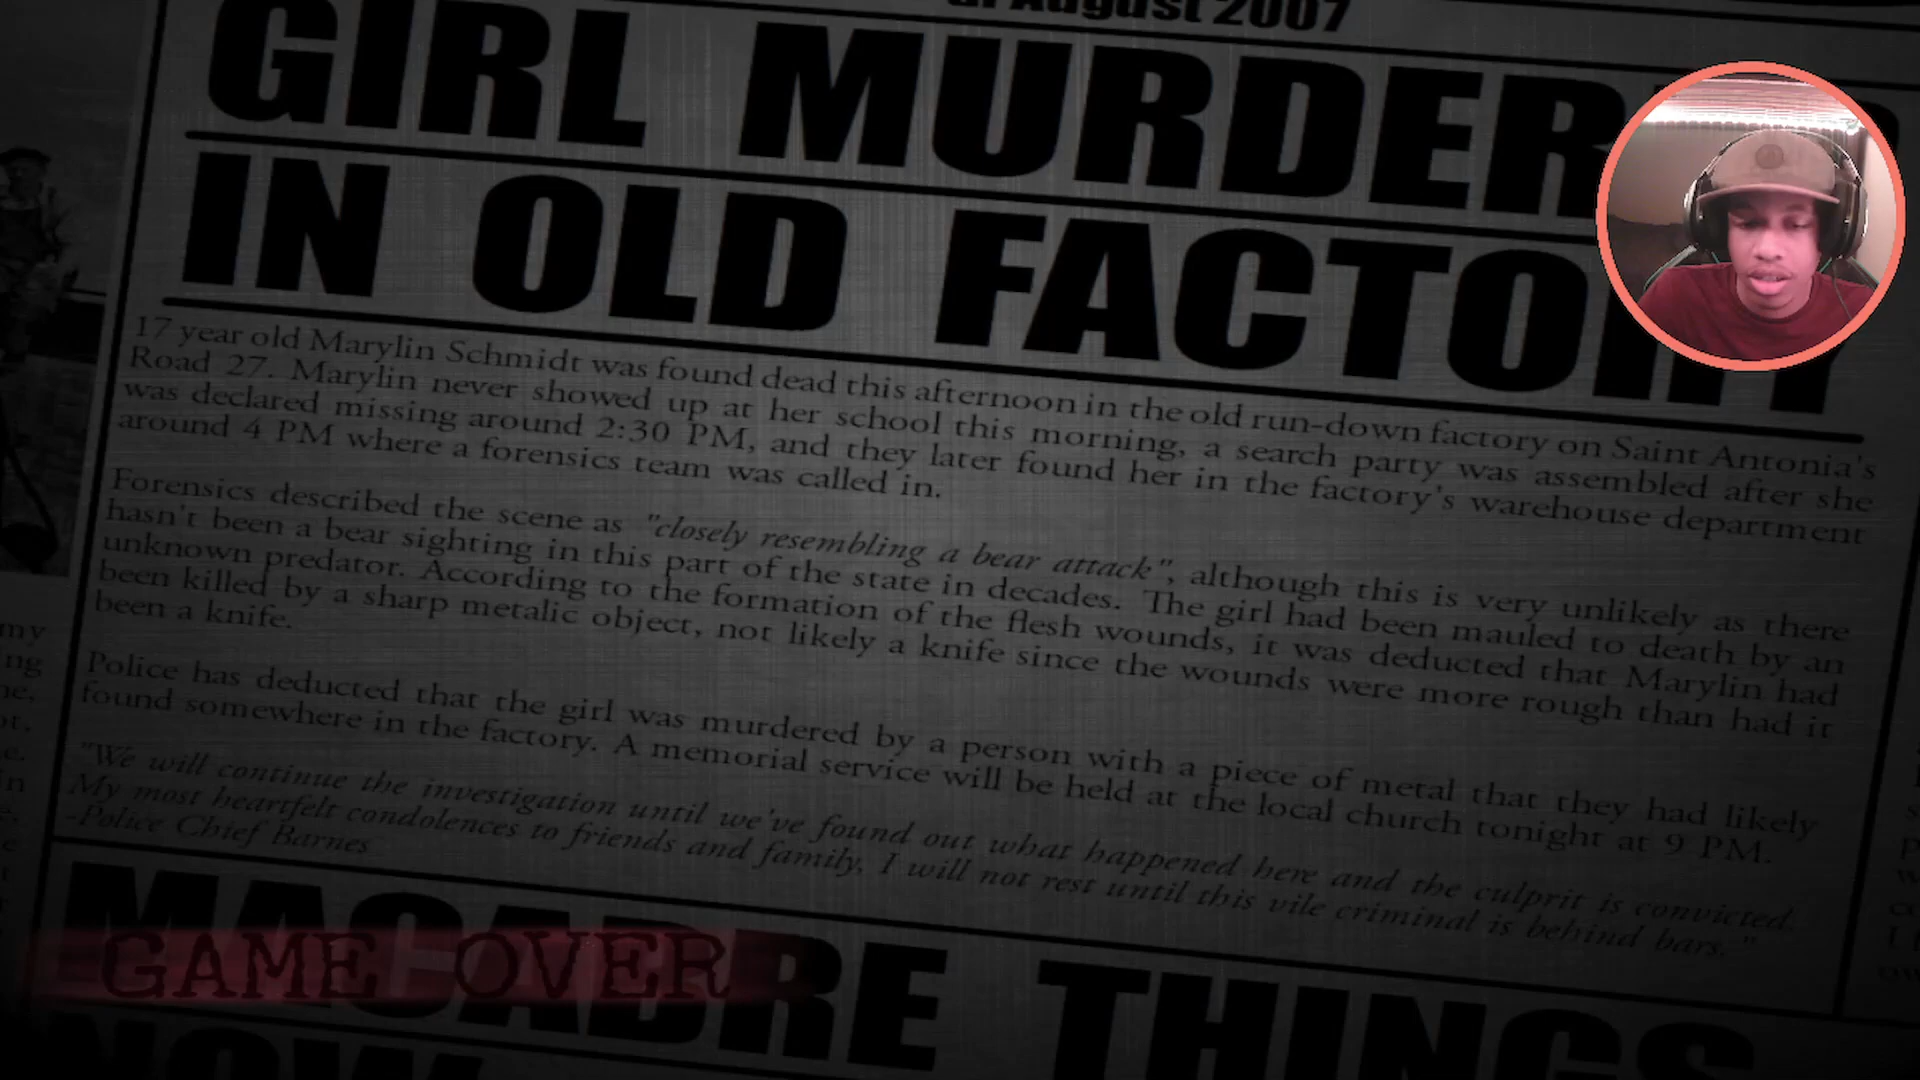 August 2007
GIRL MURDER
IN OLD FACTORY
17 year old Marylin Schmidt was found dead this afternoon in the old run-down factory on Saint Antonia's
Road 27. Marylin never showed up at her school this morning, a search party was assembled after she
was declared missing around 2:30 PM, and they later found her in the factory's warehouse department
around 4 PM where a forensics team was called in.
Forensics described the scene as "closely resembling a bear attack", although this is very unlikely as there
hasn't been a bear sighting in this part of the state in decades. The girl had been mauled to death by an
unknown predator. According to the formation of the flesh wounds, it was deducted that Marylin had
been killed by a sharp metalic object, not likely a knife since the wounds were more rough than had it
been a knife.
Police has deducted that the girl was murdered by a person with a piece of metal that they had likely
found somewhere in the factory. A memorial service will be held at the local church tonight at 9 PM.
"We will continue the investigation until we've found out what happened here and the culprit is convicted.
My most heartfelt condolences to friends and family, I will not rest until this vile criminal is behind bars."
-Police Chief Barnes
MACABRE THINGS
NOW
GAME OVER
my
ng